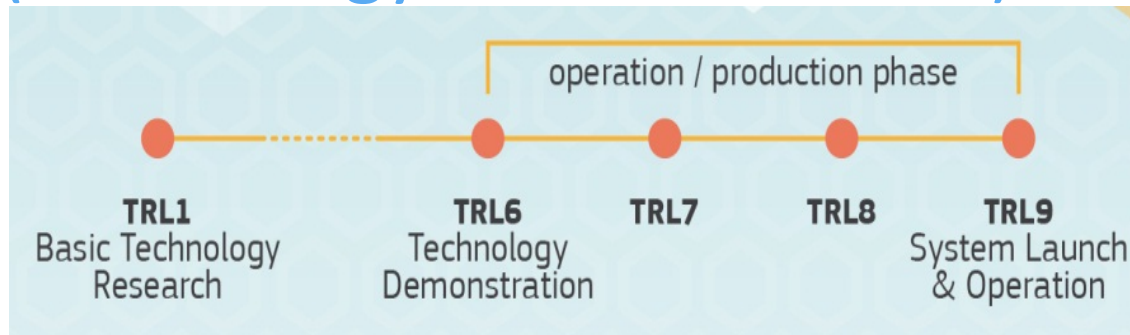 operation / production phase
TRL1
Basic Technology
Research
TRL6
Technology
Demonstration
TRL7
TRL8
TRL9
System Launch
& Operation